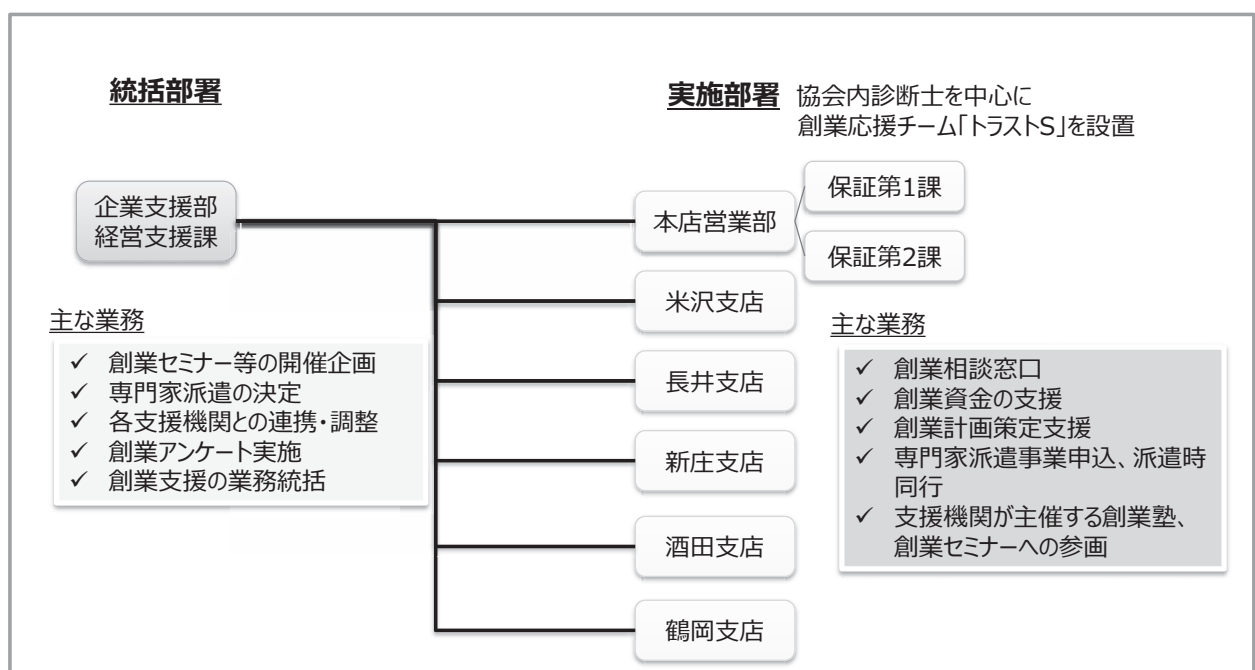 統括部署
企業支援部
経営支援課
主な業務
✓ 創業セミナー等の開催企画
✓ 専門家派遣の決定
✓ 各支援機関との連携・調整
✓ 創業アンケート実施
✓ 創業支援の業務統括
実施部署 協会内診断士を中心に
創業応援チーム「トラストS」を設置
本店営業部
保証第1課
保証第2課
米沢支店
長井支店
新庄支店
酒田支店
鶴岡支店
主な業務
✓ 創業相談窓口
✓ 創業資金の支援
✓ 創業計画策定支援
✓ 専門家派遣事業申込、派遣時
同行
✓ 支援機関が主催する創業塾、
創業セミナーへの参画